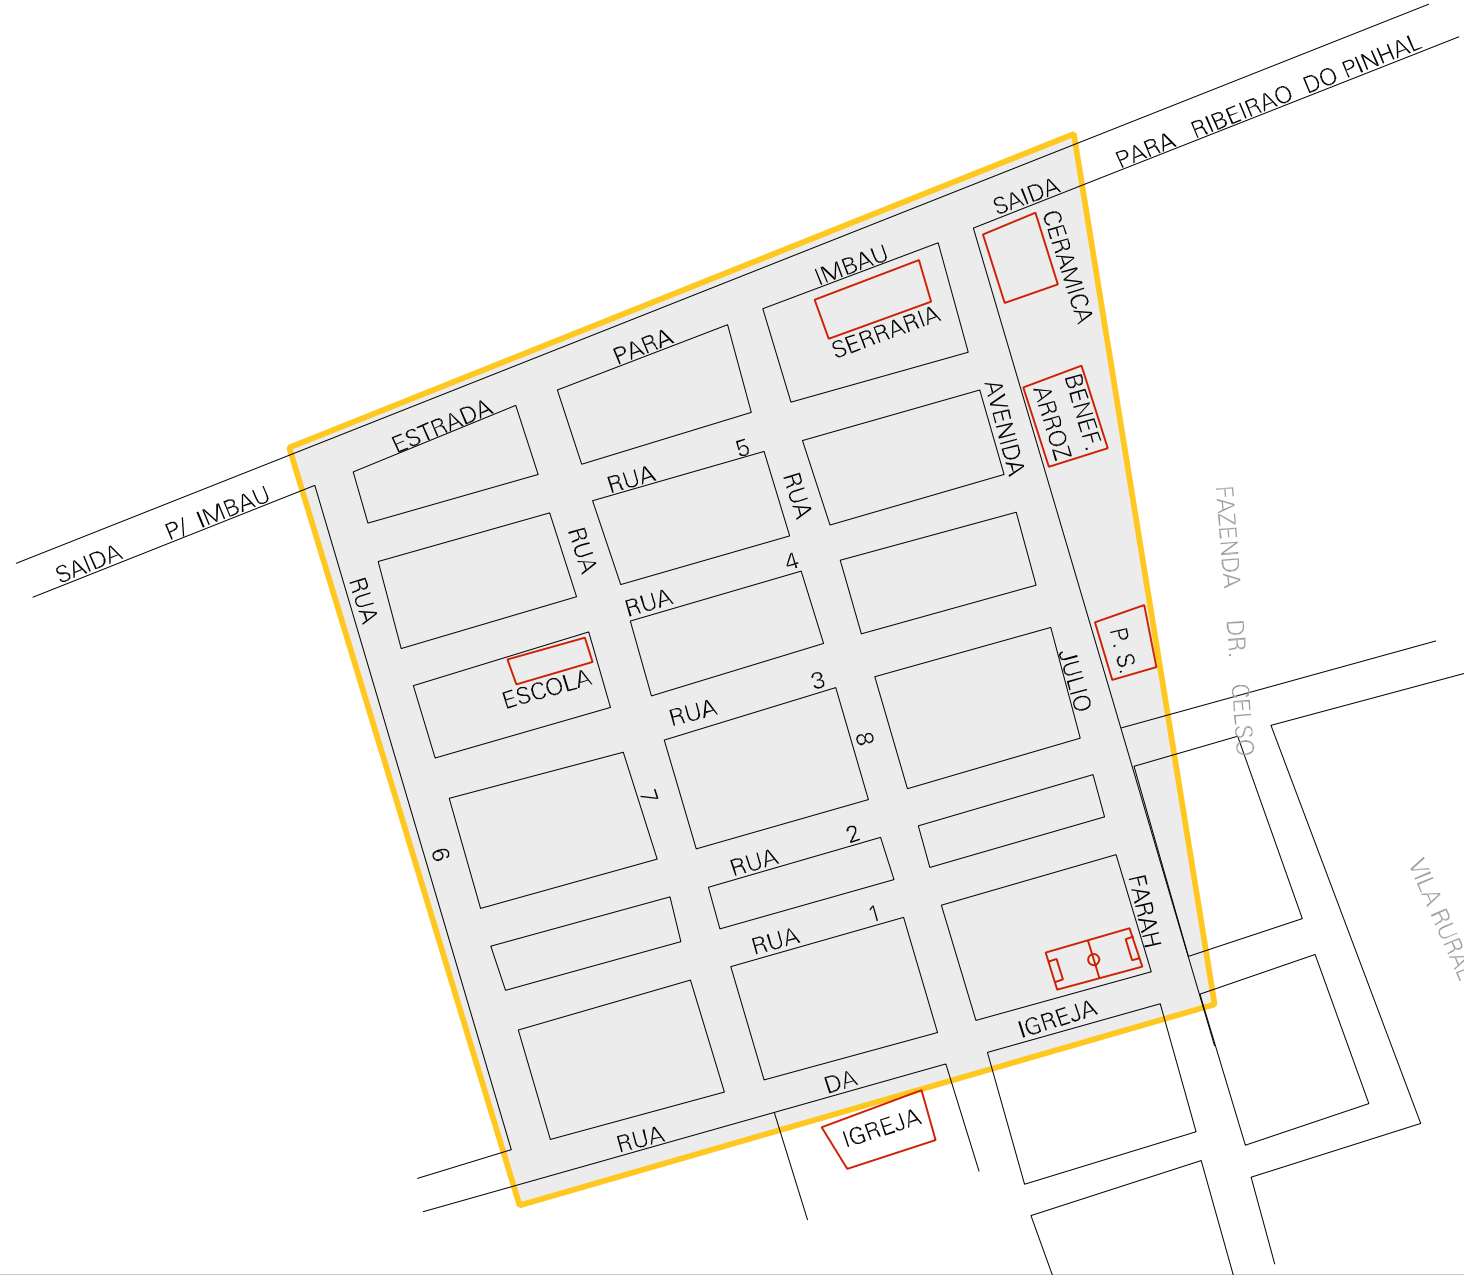 PARA RIBEIRAO DO PINHAL
SAIDA
CERAMICA
IMBAU
SERRARIA
PARA
ESTRADA
AVENIDA
BENEF.
ARROZ
RUA 5
RUA
RUA
SAIDA P/ IMBAU
RUA
RUA 4
FAZENDA DR. CELSO
P. S.
ESCOLA
JULIO
RUA 3
8
7
6
RUA 2
VILA RURAL
FARAH
RUA 1
IGREJA
DA
RUA
IGREJA